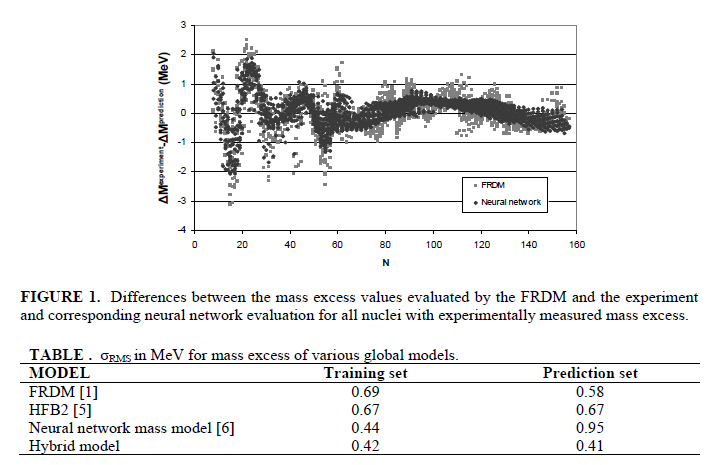 3
2
1
0
-1
-2
-3
-4
ΔMexperiment-ΔMprediction (MeV)
FRDM
Neural network
0 20 40 60 80 100 120 140 160
N
FIGURE 1. Differences between the mass excess values evaluated by the FRDM and the experiment
and corresponding neural network evaluation for all nuclei with experimentally measured mass excess.
TABLE . σRMS in MeV for mass excess of various global models.
MODEL Training set Prediction set
FRDM [1] 0.69 0.58
HFB2 [5] 0.67 0.67
Neural network mass model [6] 0.44 0.95
Hybrid model 0.42 0.41